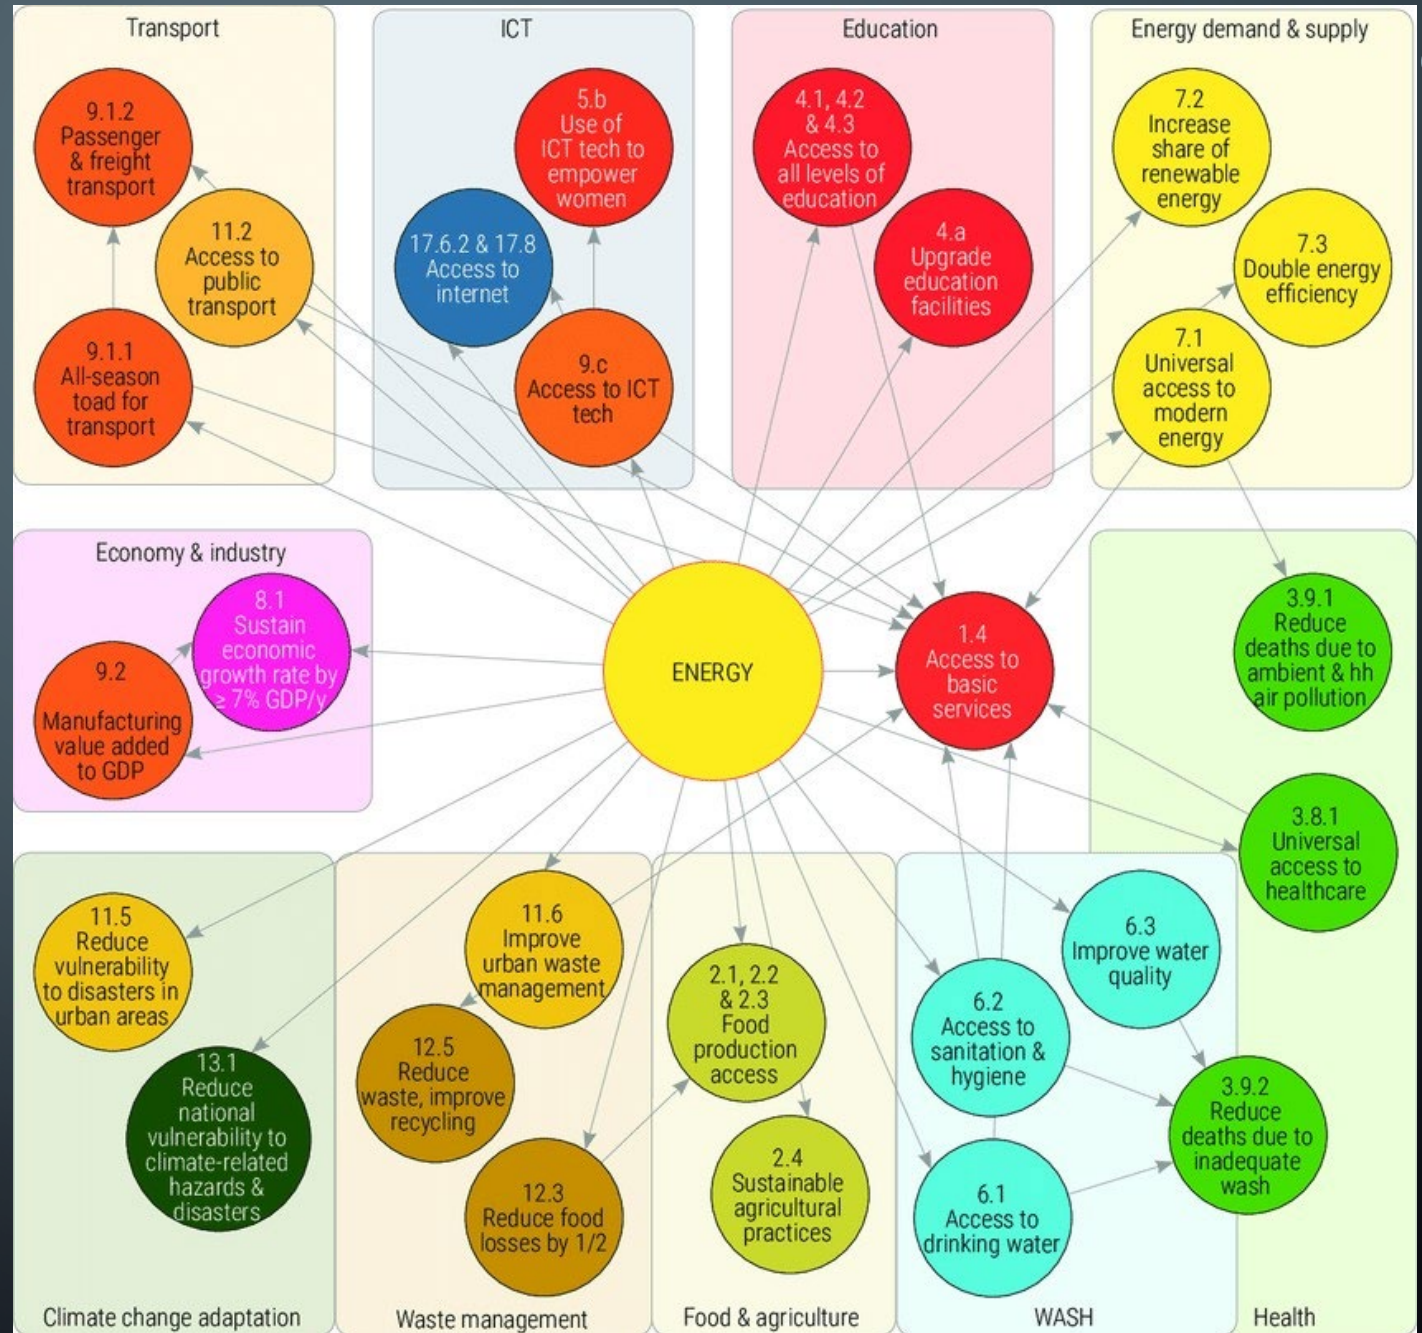 Transport
9.1.2
Passenger
& freight
transport
11.2
Access to
public
transport
9.1.1
All-season
toad for
transport
ICT
5.b
Use of
ICT tech to
empower
women
17.6.2 & 17.8
Access to
internet
9.c
Access to ICT
tech
Education
4.1, 4.2
& 4.3
Access to
all levels of
education
4.a
Upgrade
education
facilities
Energy demand & supply
7.2
Increase
share of
renewable
energy
7.3
Double energy
efficiency
7.1
Universal
access to
modern
energy
Economy & industry
8.1
Sustain
economic
growth rate by
≥ 7% GDP/y
9.2
Manufacturing
value added
to GDP
ENERGY
1.4
Access to
basic
services
3.9.1
Reduce
deaths due to
ambient & hh
air pollution
3.8.1
Universal
access to
healthcare
11.5
Reduce
vulnerability
to disasters in
urban areas
13.1
Reduce
national
vulnerability to
climate-related
hazards &
disasters
Climate change adaptation
11.6
Improve
urban waste
management
12.5
Reduce
waste, improve
recycling
12.3
Reduce food
losses by 1/2
Waste management
2.1, 2.2
& 2.3
Food
production
access
2.4
Sustainable
agricultural
practices
Food & agriculture
6.3
Improve water
quality
6.2
Access to
sanitation &
hygiene
6.1
Access to
drinking water
WASH
3.9.2
Reduce
deaths due to
inadequate
wash
Health